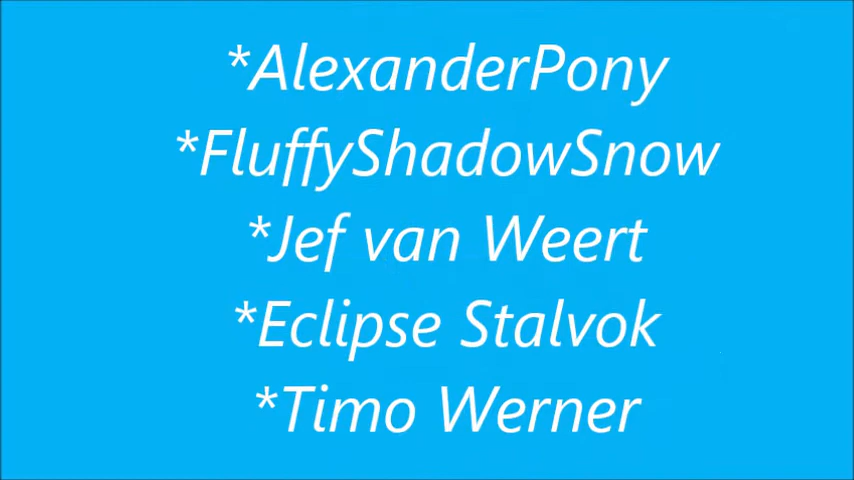 *AlexanderPony
*FluffyShadowSnow
*Jef van Weert
*Eclipse Stalvok
*Timo Werner